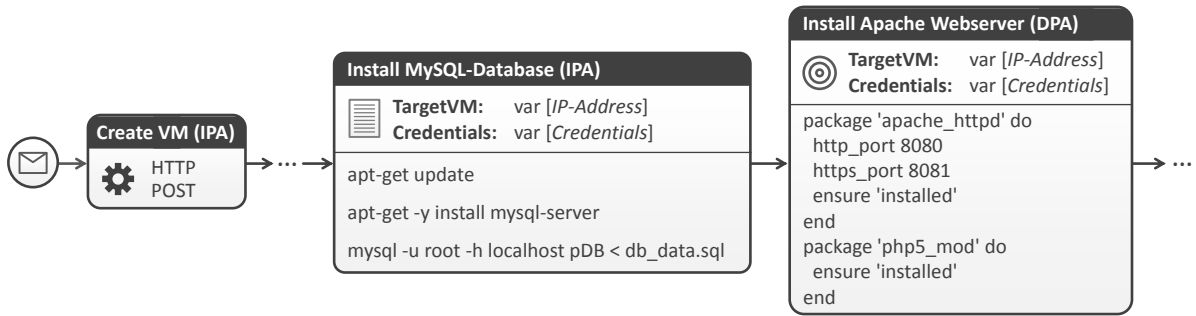 Create VM (IPA)
HTTP
POST
...
Install MySQL-Database (IPA)
TargetVM: var [IP-Address]
Credentials: var [Credentials]
apt-get update
apt-get -y install mysql-server
mysql -u root -h localhost pDB < db_data.sql
Install Apache Webserver (DPA)
TargetVM: var [IP-Address]
Credentials: var [Credentials]
package 'apache_httpd' do
http_port 8080
https_port 8081
ensure 'installed'
end
package 'php5_mod' do
ensure 'installed'
end
...